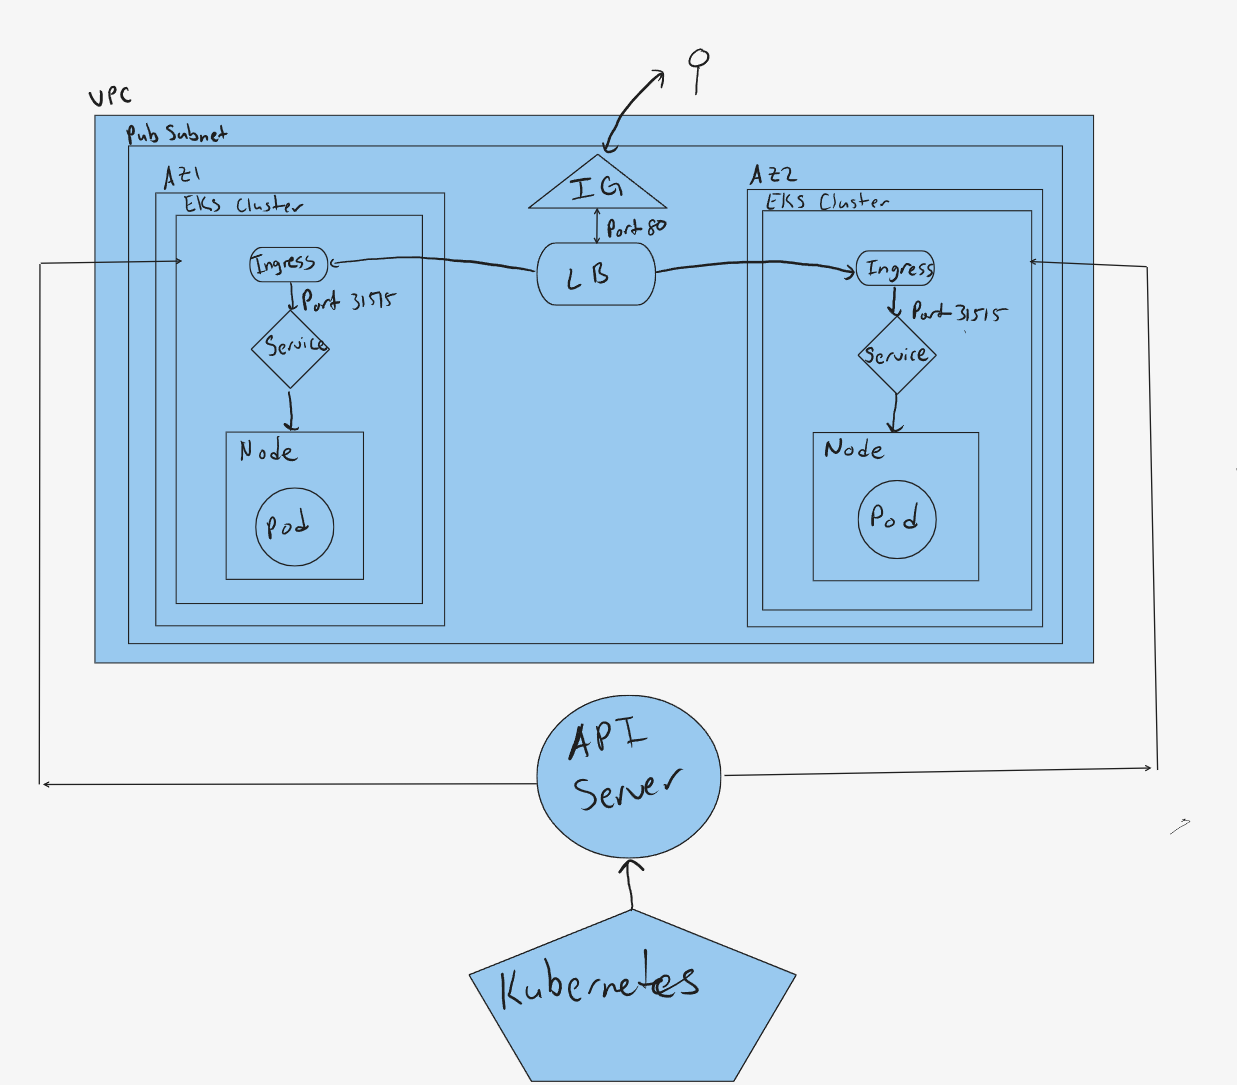 VPC
Pub Subnet
AZ1
EKS Cluster
Ingress
Port 31515
Service
Node
Pod
IG
Port 80
LB
AZ2
EKS Cluster
Ingress
Port 31515
Service
Node
Pod
API
Server
Kubernetes